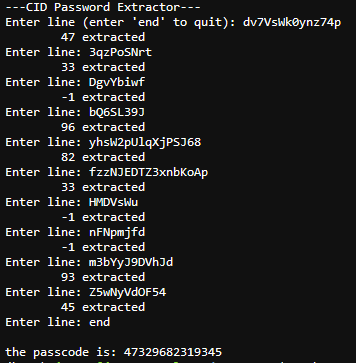 ---CID Password Extractor---
Enter line (enter 'end' to quit): dv7VsWk0ynz74p
47 extracted
Enter line: 3qzPoSNrt
33 extracted
Enter line: DgvYbiwf
-1 extracted
Enter line: bQ6SL39J
96 extracted
Enter line: yhsW2pUlqXjPSJ68
82 extracted
Enter line: fzzNJEDTZ3xnbKoAp
33 extracted
Enter line: HMDVsWu
-1 extracted
Enter line: nFNpmjfd
-1 extracted
Enter line: m3bYyJ9DVhJd
93 extracted
Enter line: Z5wNyVdOF54
45 extracted
Enter line: end
the passcode is: 47329682319345